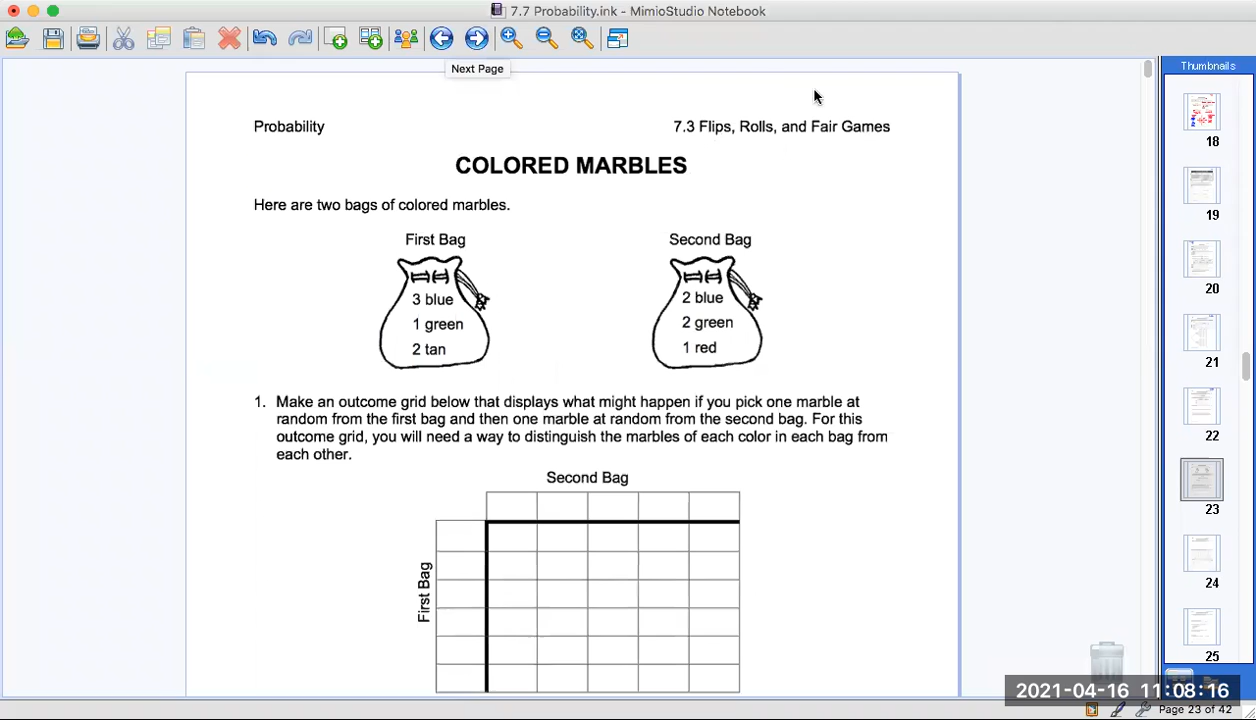 7.7 Probability.ink - MimioStudio Notebook
Next Page
Thumbnails
Probability
7.3 Flips, Rolls, and Fair Games
COLORED MARBLES
Here are two bags of colored marbles.
First Bag
Second Bag
3 blue
1 green
2 tan
2 blue
2 green
1 red
1. Make an outcome grid below that displays what might happen if you pick one marble at
random from the first bag and then one marble at random from the second bag. For this
outcome grid, you will need a way to distinguish the marbles of each color in each bag from
each other.
Second Bag
First Bag
18
19
20
21
22
23
24
25
2021-04-16 11:08:16
Page 23 of 42